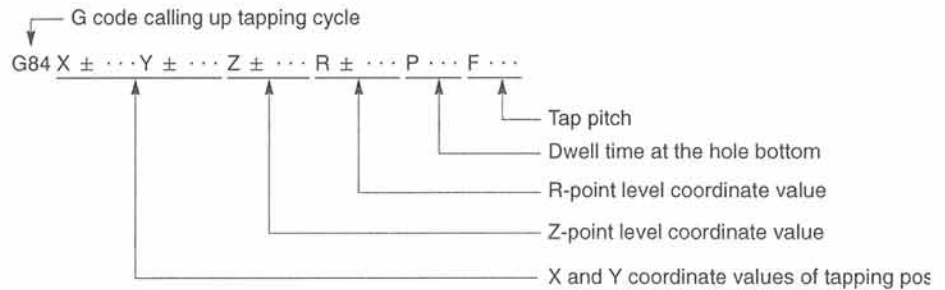 G code calling up tapping cycle
G84 X ± ··· Y ± ··· Z ± ··· R ± ··· P ··· F ···
Tap pitch
Dwell time at the hole bottom
R-point level coordinate value
Z-point level coordinate value
X and Y coordinate values of tapping pos